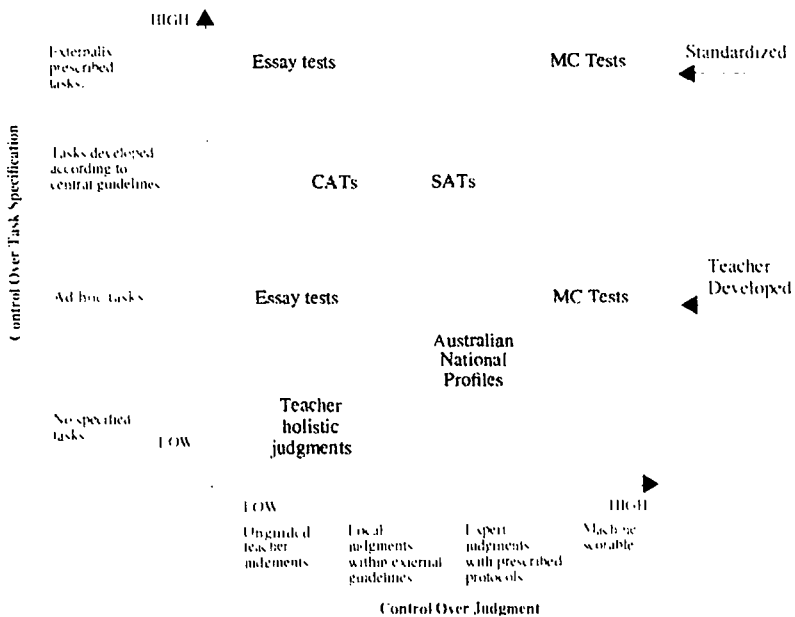 HIGH
Externally
prescribed
tasks.
Essay tests
MC Tests
Standardized
Tasks developed
according to
central guidelines
CATs
SATs
Control Over Task Specification
Ad hoc tasks
Essay tests
MC Tests
Teacher
Developed
Australian
National
Profiles
No specified
tasks
LOW
Teacher
holistic
judgments
LOW
HIGH
Unguided
teacher
judgments
Local
judgments
within external
guidelines
Expert
judgments
with prescribed
protocols
Machine
scorable
Control Over Judgment